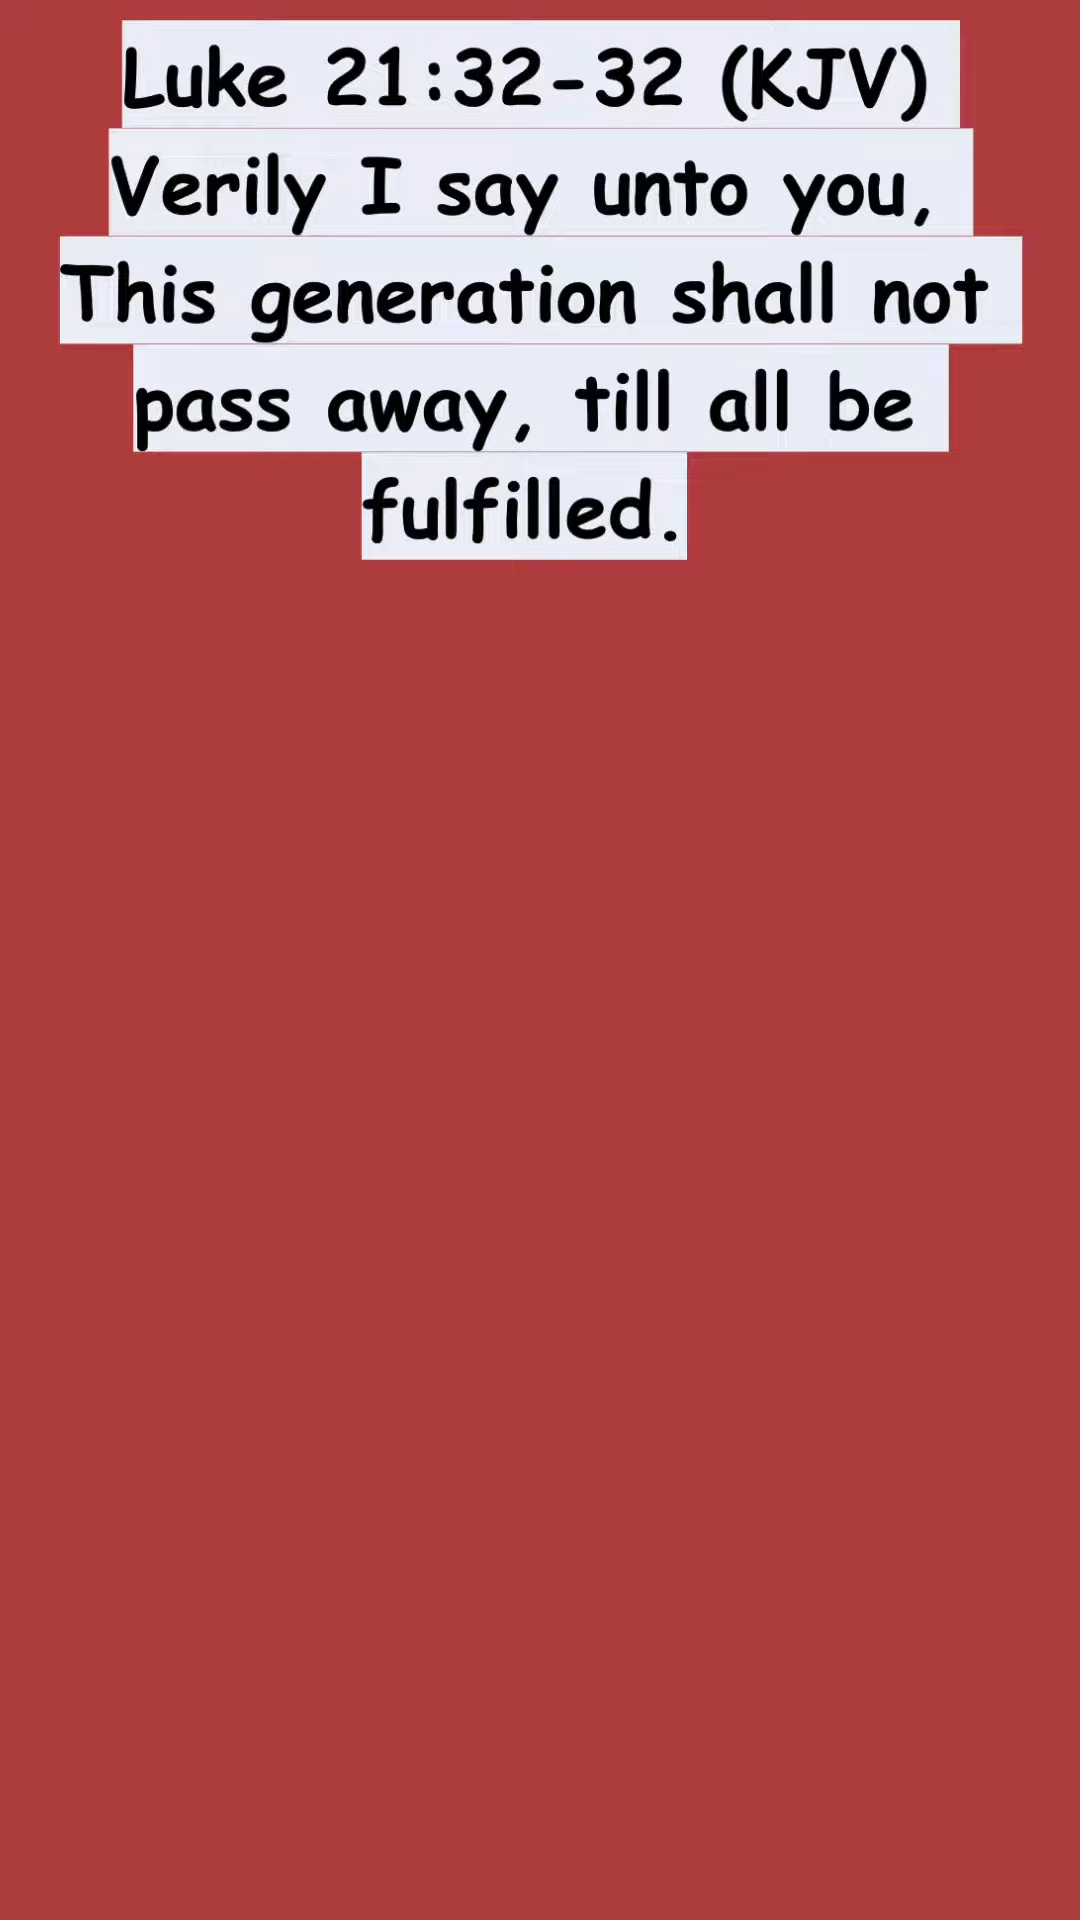 Luke 21:32-32 (KJV)
Verily I say unto you,
This generation shall not
pass away, till all be
fulfilled.